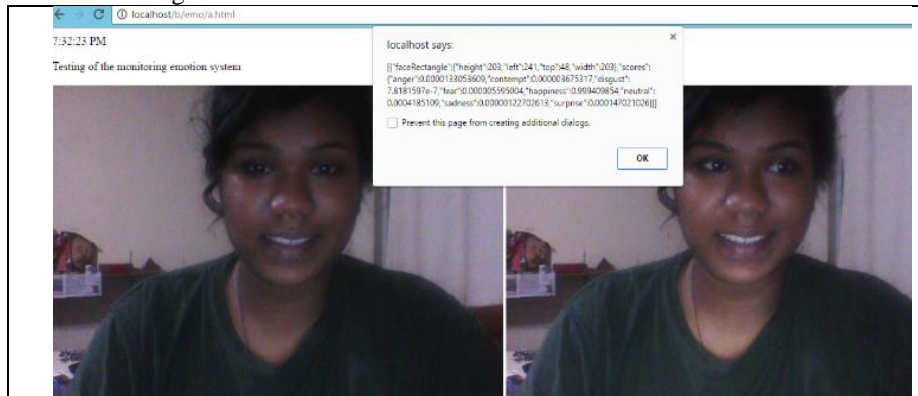 localhost/b/emo/a.html
7:32:23 PM
Testing of the monitoring emotion system
localhost says:
[{"faceRectangle":{"height":203,"left":241,"top":48,"width":203},"scores":
{"anger":0.0000133053609,"contempt":0.000003675317,"disgust":
7.8181597e-7,"fear":0.000005595004,"happiness":0.999409854,"neutral":
0.0004185109,"sadness":0.00000122702613,"surprise":0.000147021026}}]
Prevent this page from creating additional dialogs.
OK